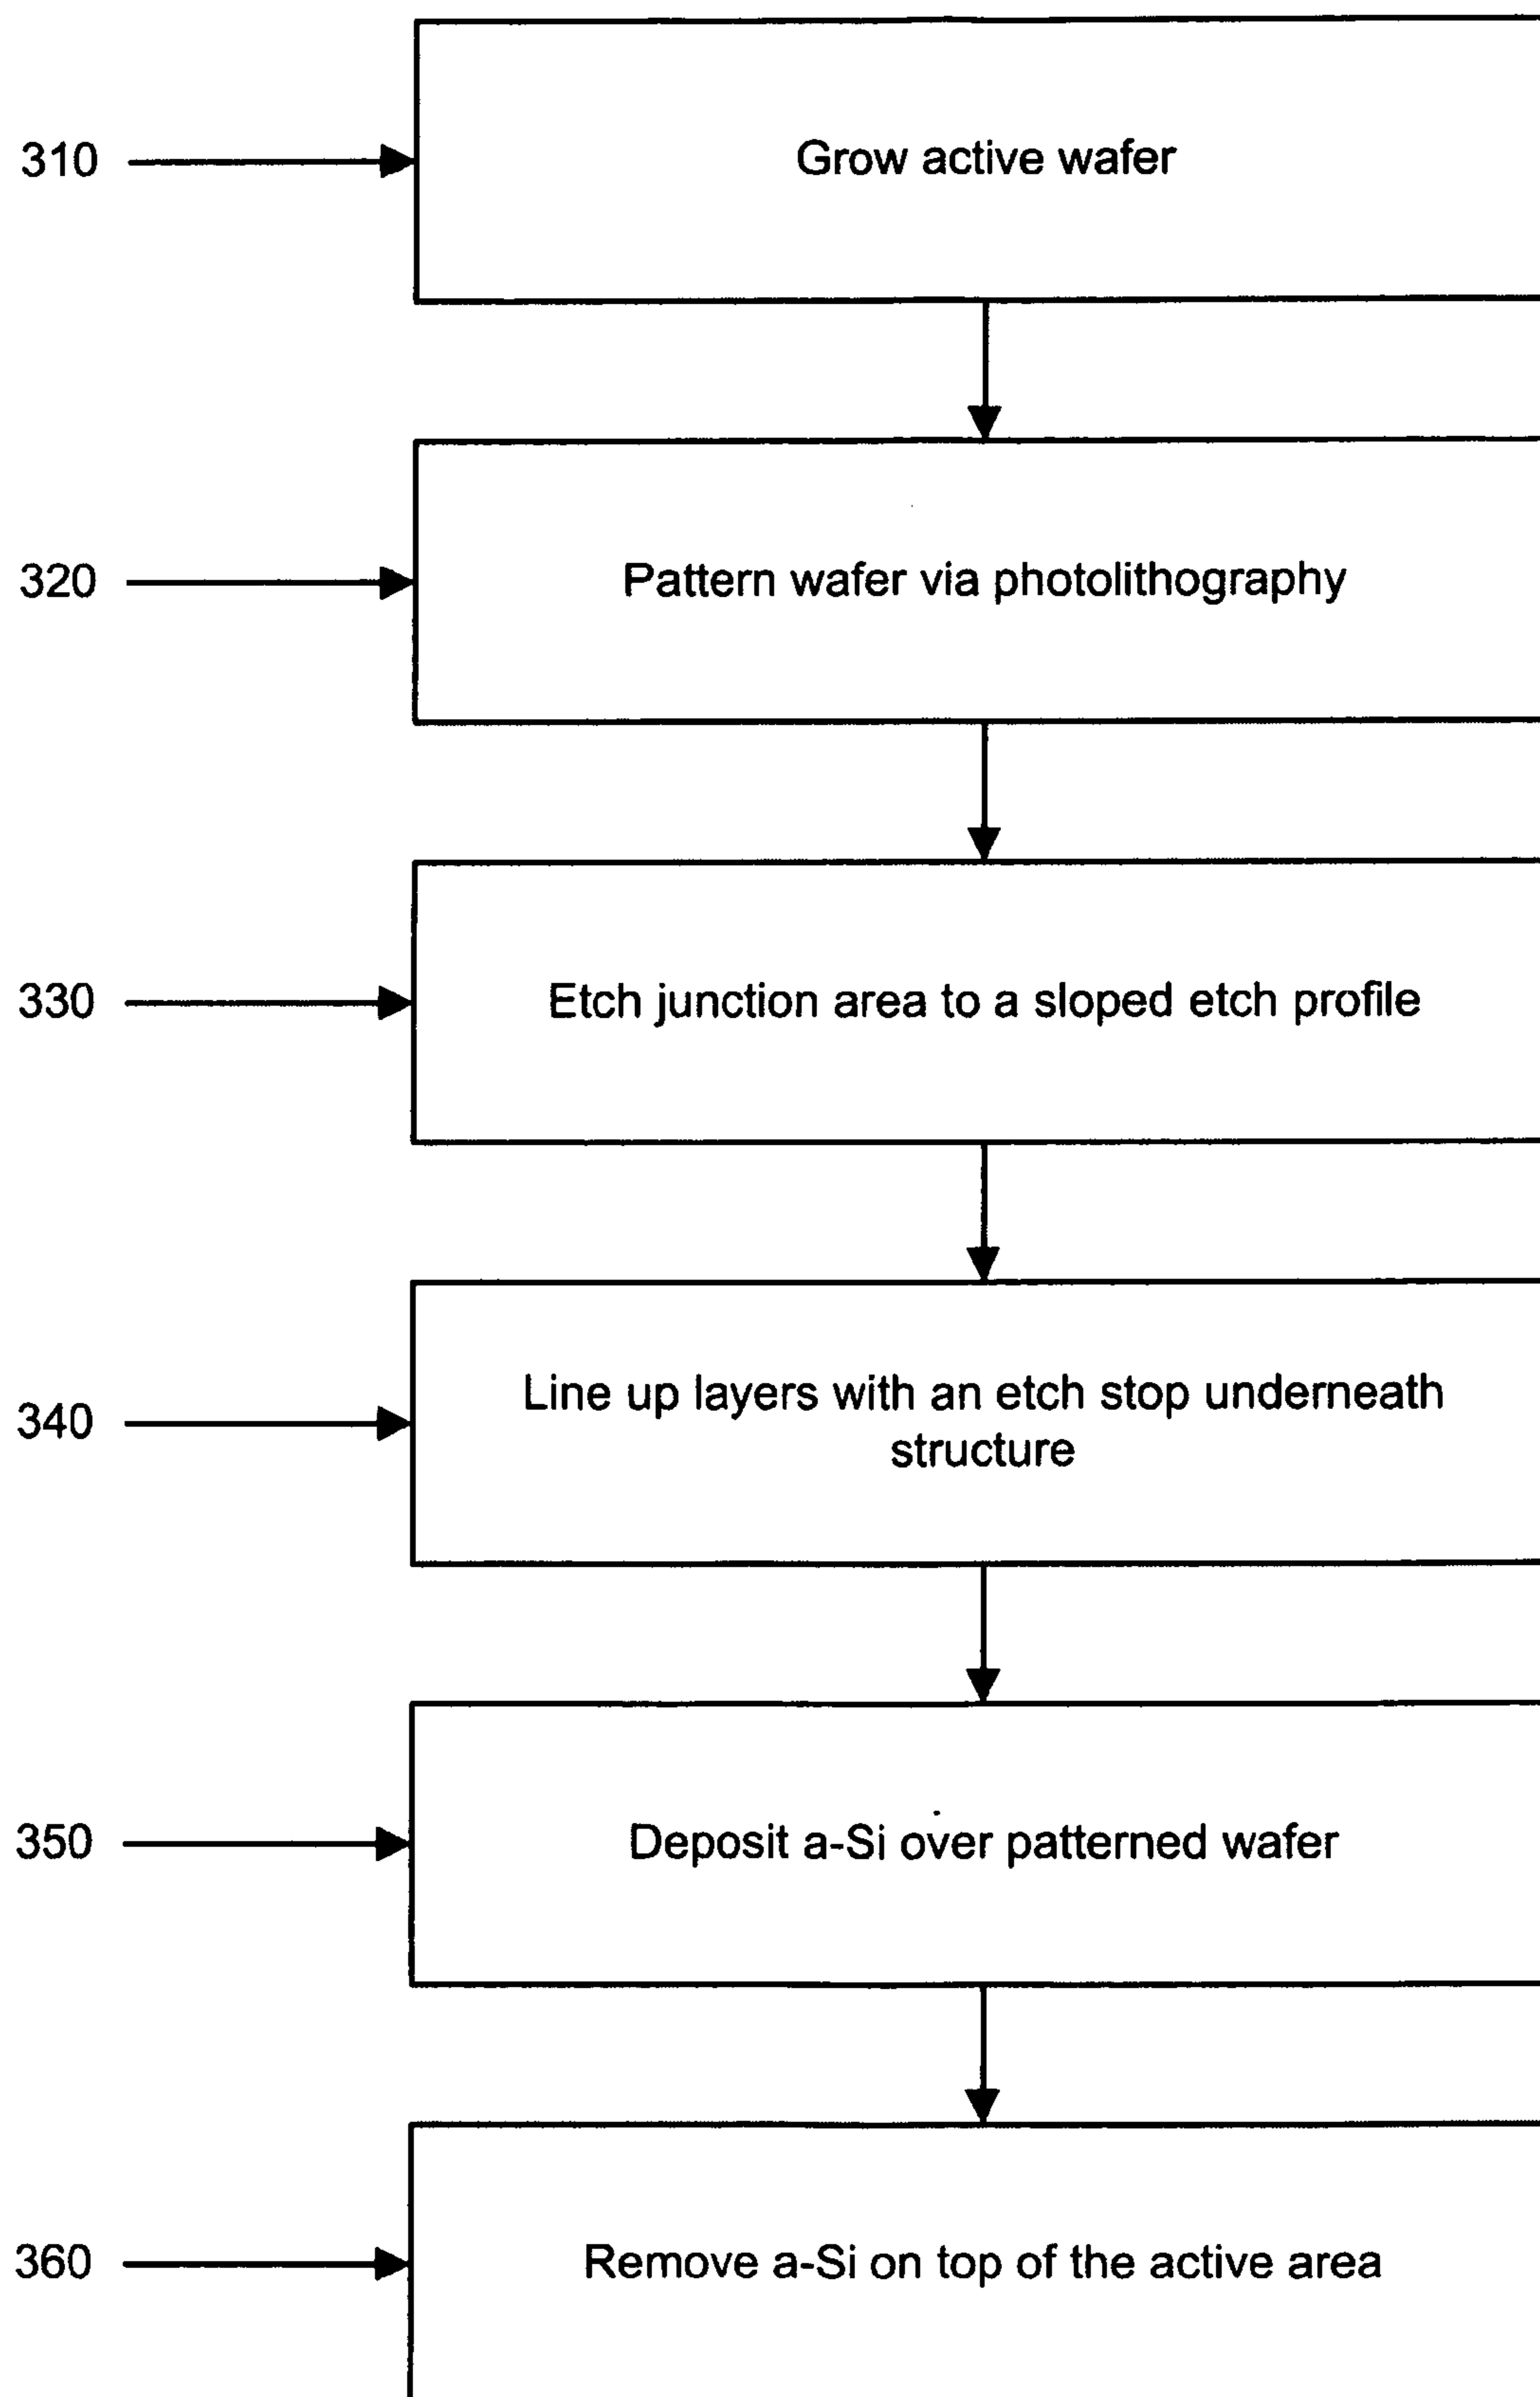 310
Grow active wafer
320
Pattern wafer via photolithography
330
Etch junction area to a sloped etch profile
340
Line up layers with an etch stop underneath
structure
350
Deposit a-Si over patterned wafer
360
Remove a-Si on top of the active area